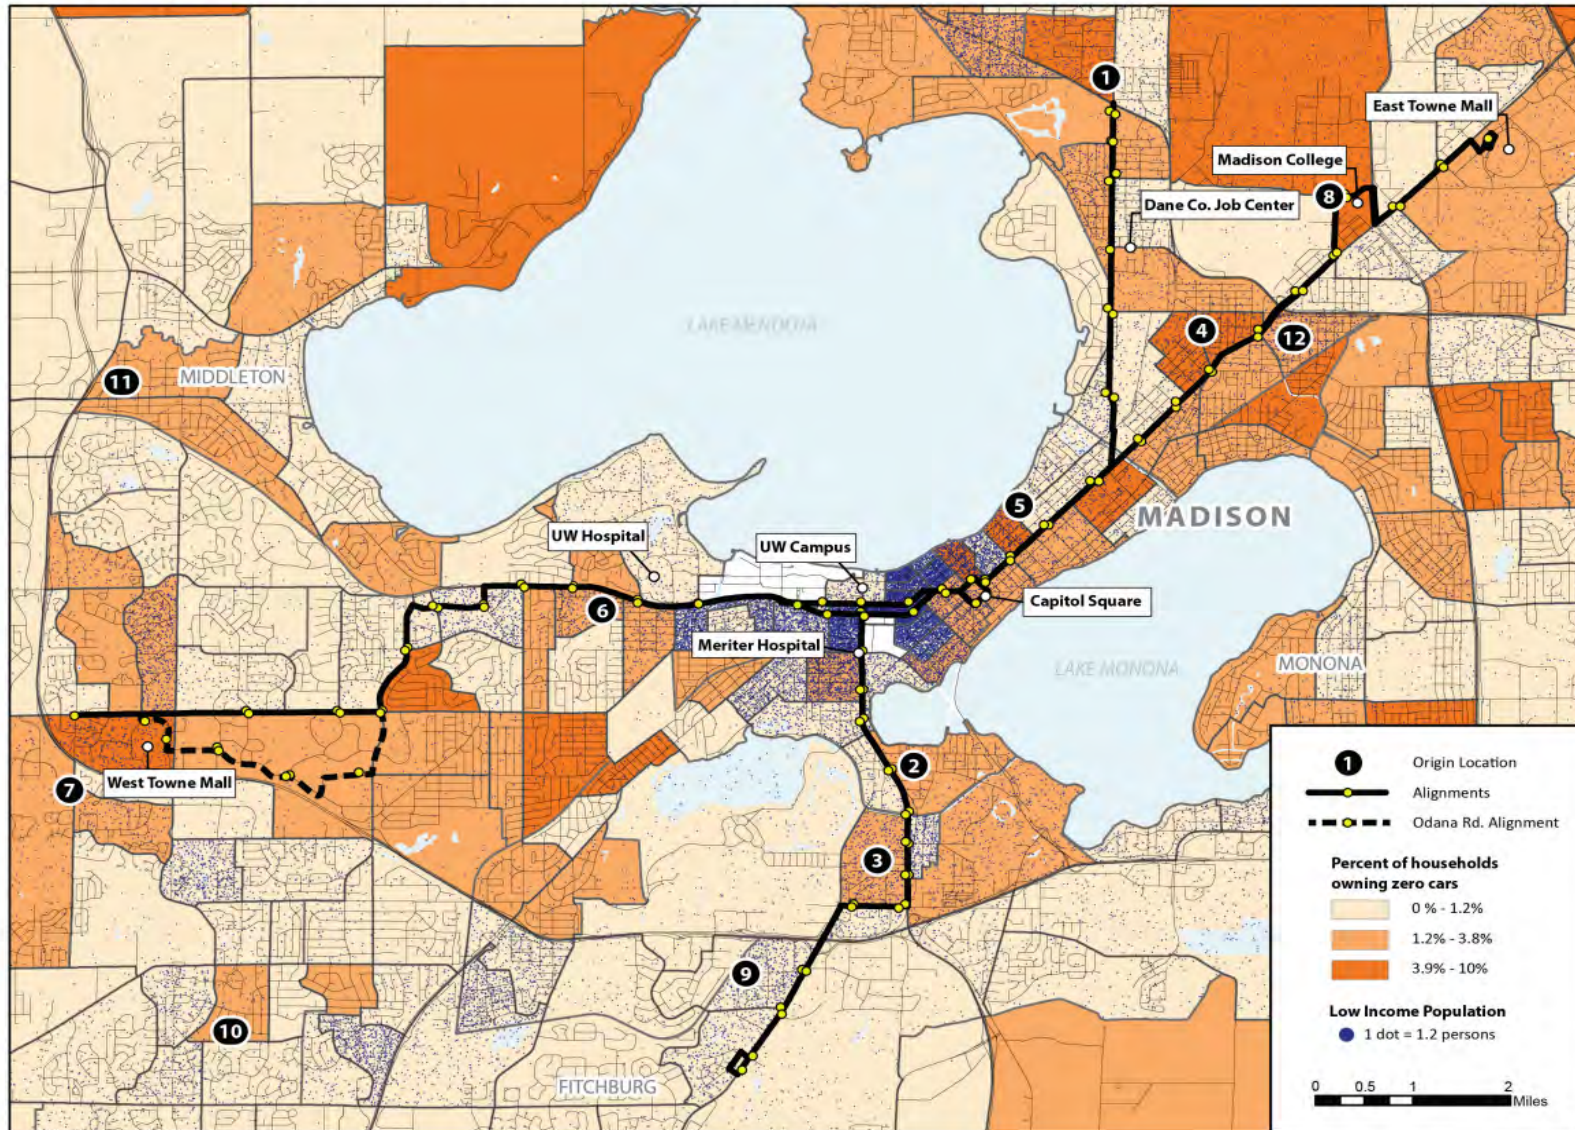 1
East Towne Mall
Madison College
8
Dane Co. Job Center
LAKE MENDOTA
4
12
11
MIDDLETON
5
MADISON
UW Hospital
UW Campus
6
Capitol Square
Meriter Hospital
LAKE MONONA
MONONA
West Towne Mall
7
2
3
9
10
FITCHBURG
1 Origin Location
Alignments
Odana Rd. Alignment
Percent of households
owning zero cars
0 % - 1.2%
1.2% - 3.8%
3.9% - 10%
Low Income Population
1 dot = 1.2 persons
0 0.5 1 2
Miles